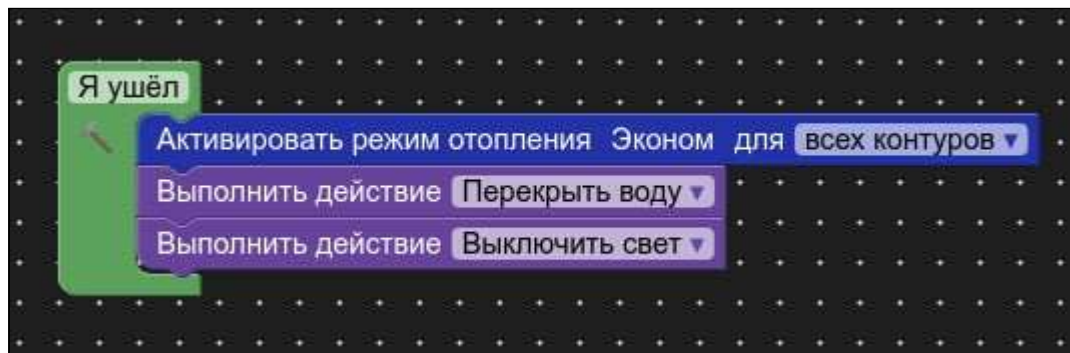 Я ушёл
Активировать режим отопления Эконом для всех контуров
Выполнить действие Перекрыть воду
Выполнить действие Выключить свет